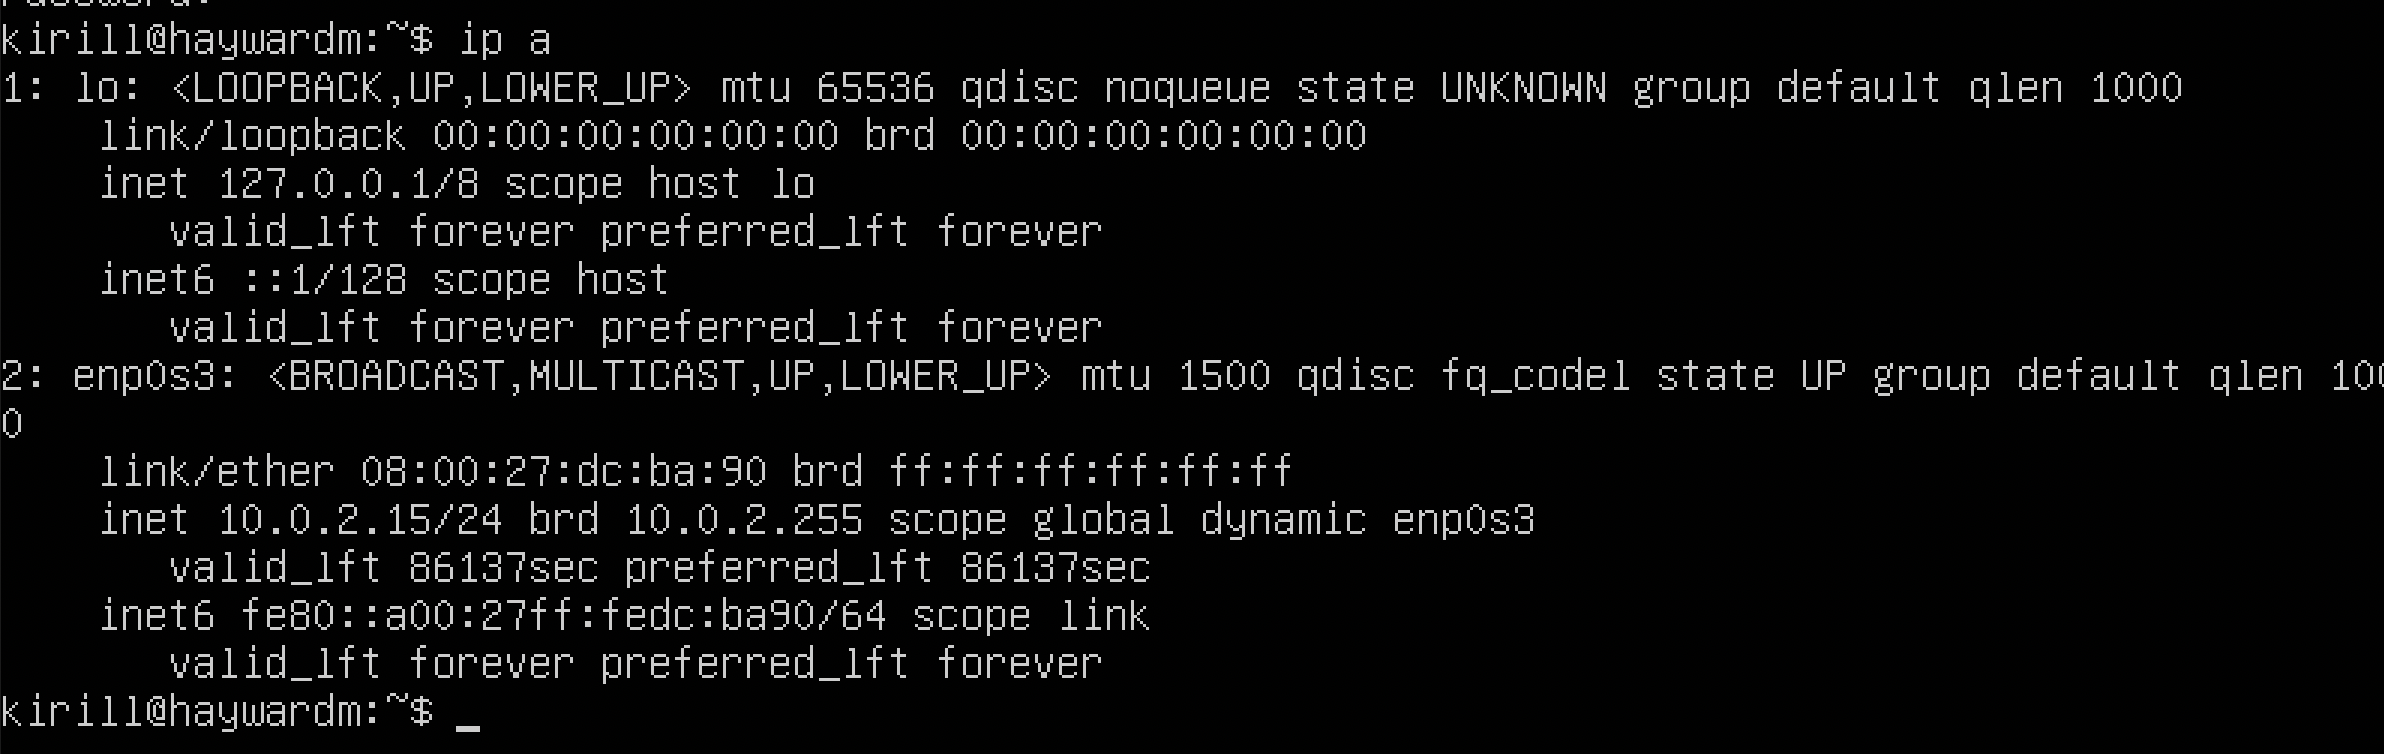 kirill@haywardm:~$ ip a
1: lo: <LOOPBACK,UP,LOWER_UP> mtu 65536 qdisc noqueue state UNKNOWN group default qlen 1000
    link/loopback 00:00:00:00:00:00 brd 00:00:00:00:00:00
    inet 127.0.0.1/8 scope host lo
       valid_lft forever preferred_lft forever
    inet6 ::1/128 scope host
       valid_lft forever preferred_lft forever
2: enp0s3: <BROADCAST,MULTICAST,UP,LOWER_UP> mtu 1500 qdisc fq_codel state UP group default qlen 100
0
    link/ether 08:00:27:dc:ba:90 brd ff:ff:ff:ff:ff:ff
    inet 10.0.2.15/24 brd 10.0.2.255 scope global dynamic enp0s3
       valid_lft 86137sec preferred_lft 86137sec
    inet6 fe80::a00:27ff:fedc:ba90/64 scope link
       valid_lft forever preferred_lft forever
kirill@haywardm:~$ _